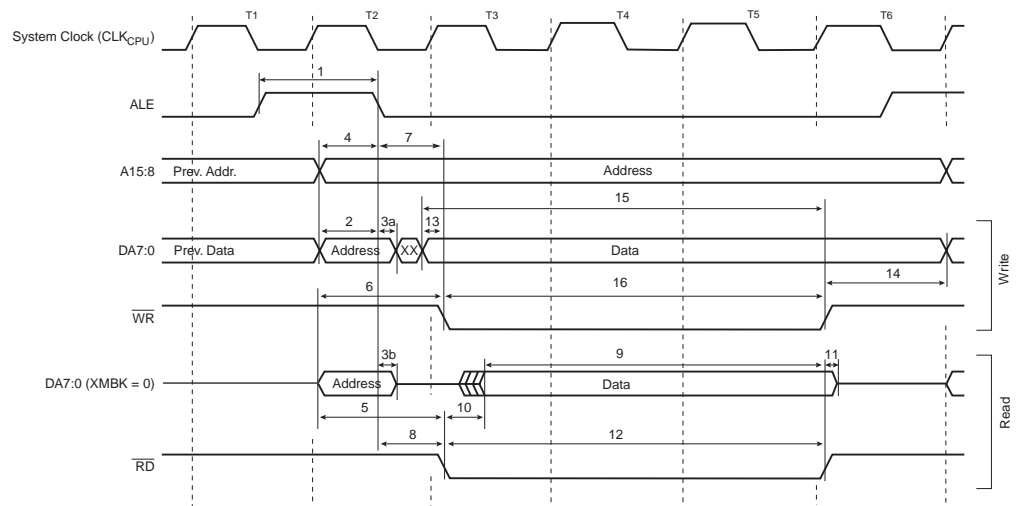 T1 T2 T3 T4 T5 T6
System Clock (CLKCPU)
1
ALE
4 7
A15:8 Prev. Addr. Address
15
2 3a 13
DA7:0 Prev. Data Address XX Data
6 16 14
WR
Write
3b 9 11
DA7:0 (XMBK = 0) Address Data
5 10
8 12
RD
Read